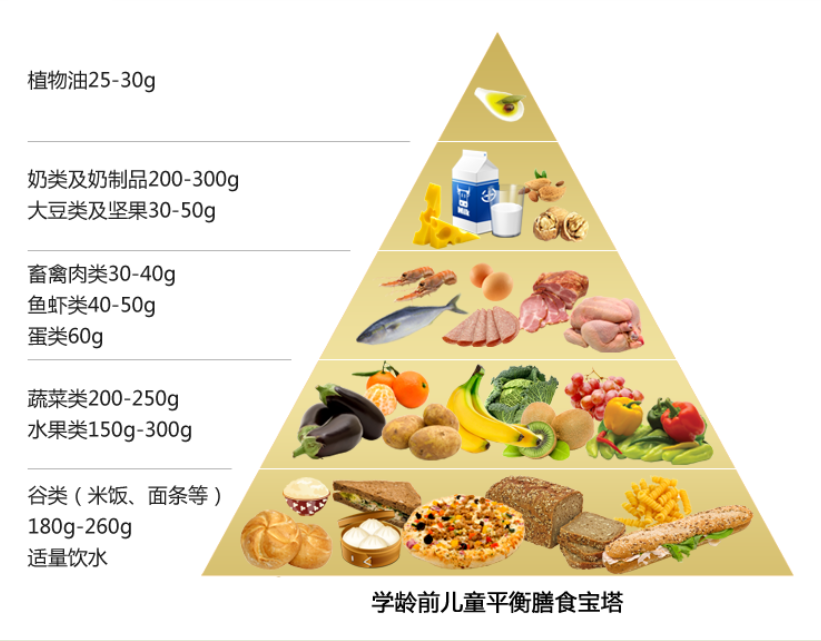 植物油25-30g
奶类及奶制品200-300g
大豆类及坚果30-50g
畜禽肉类30-40g
鱼虾类40-50g
蛋类60g
蔬菜类200-250g
水果类150g-300g
谷类（米饭、面条等）
180g-260g
适量饮水
学龄前儿童平衡膳食宝塔